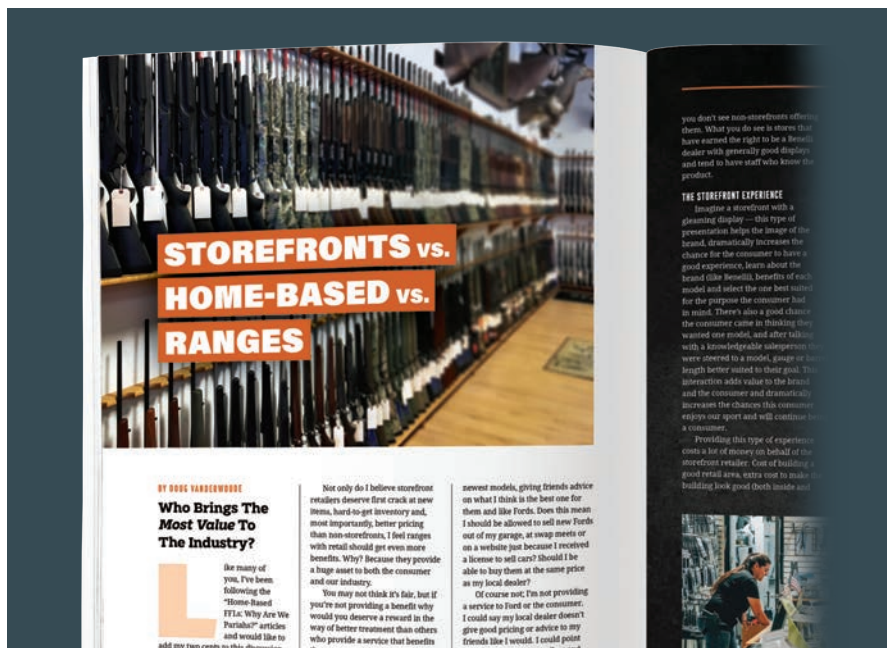 STOREFRONTS vs.
HOME-BASED vs.
RANGES
BY DOUG VANDERWOUDE
Who Brings The
Most Value To
The Industry?
Like many of
you, I've been
following the
"Home-Based
FFLs: Why Are We
Pariahs?" articles
and would like to
add my two cents to this discussion
Not only do I believe storefront
retailers deserve first crack at new
items, hard-to-get inventory and,
most importantly, better pricing
than non-storefronts, I feel ranges
with retail should get even more
benefits. Why? Because they provide
a huge asset to both the consumer
and our industry.
You may not think it's fair, but if
you're not providing a benefit why
would you deserve a reward in the
way of better treatment than others
who provide a service that benefits
newest models, giving friends advice
on what I think is the best one for
them and like Fords. Does this mean
I should be allowed to sell new Fords
out of my garage, at swap meets or
on a website just because I received
a license to sell cars? Should I be
able to buy them at the same price
as my local dealer?
Of course not; I'm not providing
a service to Ford or the consumer.
I could say my local dealer doesn't
give good pricing or advice to my
friends like I would. I could point
you don't see non-storefronts offering
them. What you do see is stores that
have earned the right to be a Benelli
dealer with generally good displays
and tend to have staff who know the
product.
THE STOREFRONT EXPERIENCE
Imagine a storefront with a
gleaming display — this type of
presentation helps the image of the
brand, dramatically increases the
chance for the consumer to have a
good experience, learn about the
brand (like Benelli), benefits of each
model and select the one best suited
for the purpose the consumer had
in mind. There's also a good chance
the consumer came in thinking they
wanted one model, and after talking
with a knowledgeable salesperson
were steered to a model, gauge or
length better suited to their goal. This
interaction adds value to the brand
and the consumer and dramatically
increases the chances this consumer
enjoys our sport and will continue
a consumer.
Providing this type of experience
costs a lot of money on behalf of the
storefront retailer. Cost of building a
good retail area, extra cost to make
building look good (both inside and